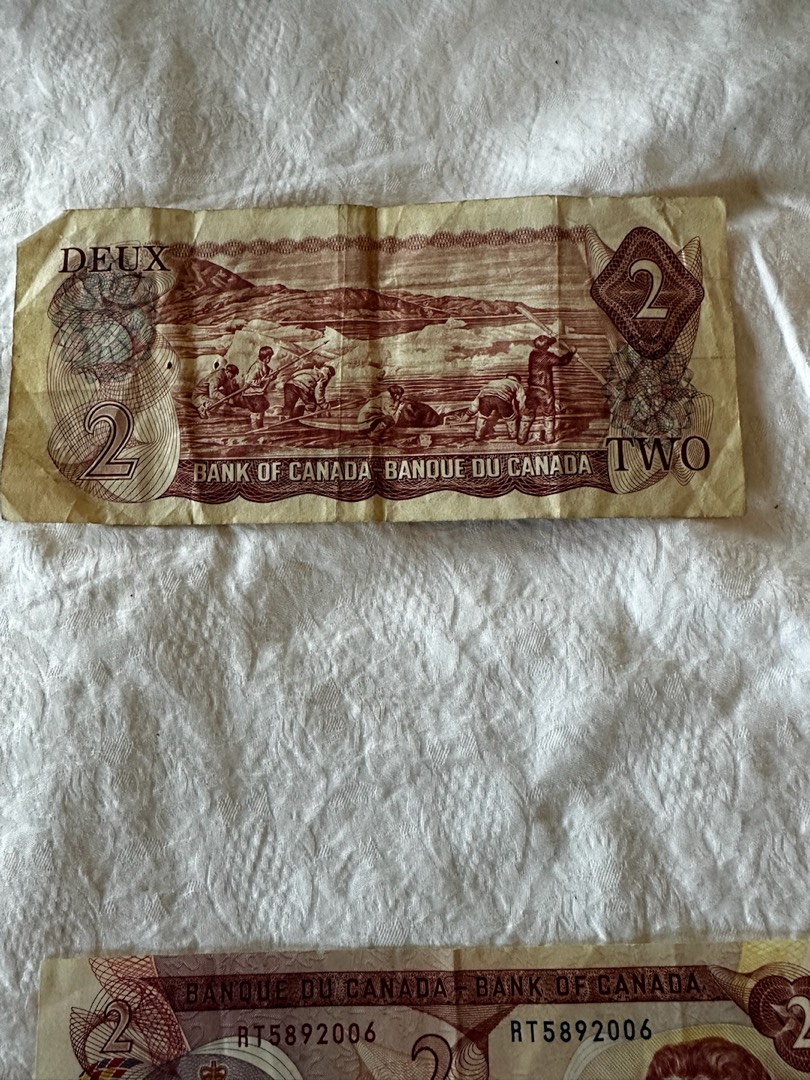 DEUX
2
2
BANK OF CANADA BANQUE DU CANADA
TWO
BANQUE DU CANADA - BANK OF CANADA
2
2
RT5892006
RT5892006
2